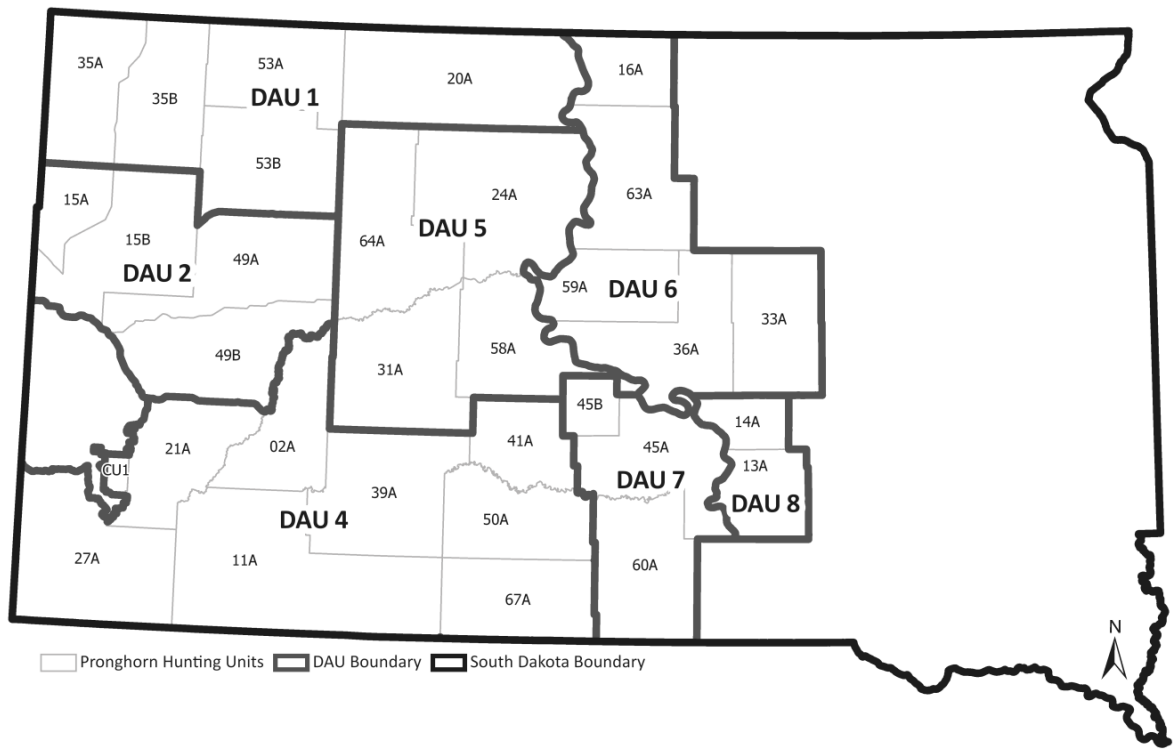 35A
53A
16A
20A
35B
DAU 1
53B
24A
63A
15A
DAU 5
15B
64A
49A
DAU 2
59A
DAU 6
33A
58A
36A
49B
31A
45B
14A
41A
45A
21A
02A
13A
CU1
DAU 7
39A
DAU 8
DAU 4
50A
27A
11A
60A
67A
N
Pronghorn Hunting Units
DAU Boundary
South Dakota Boundary